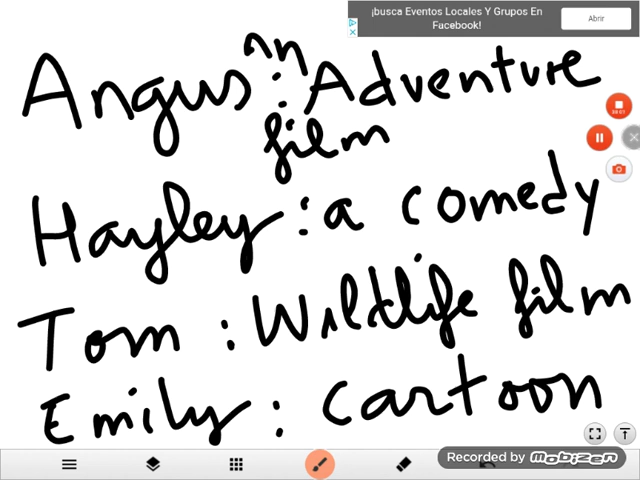 ¡busca Eventos Locales Y Grupos En
Facebook!
Abrir
an
Angus : Adventure
film
Hayley : a comedy
Tom : Wiltlife film
Emily : cartoon
Recorded by Mobizen